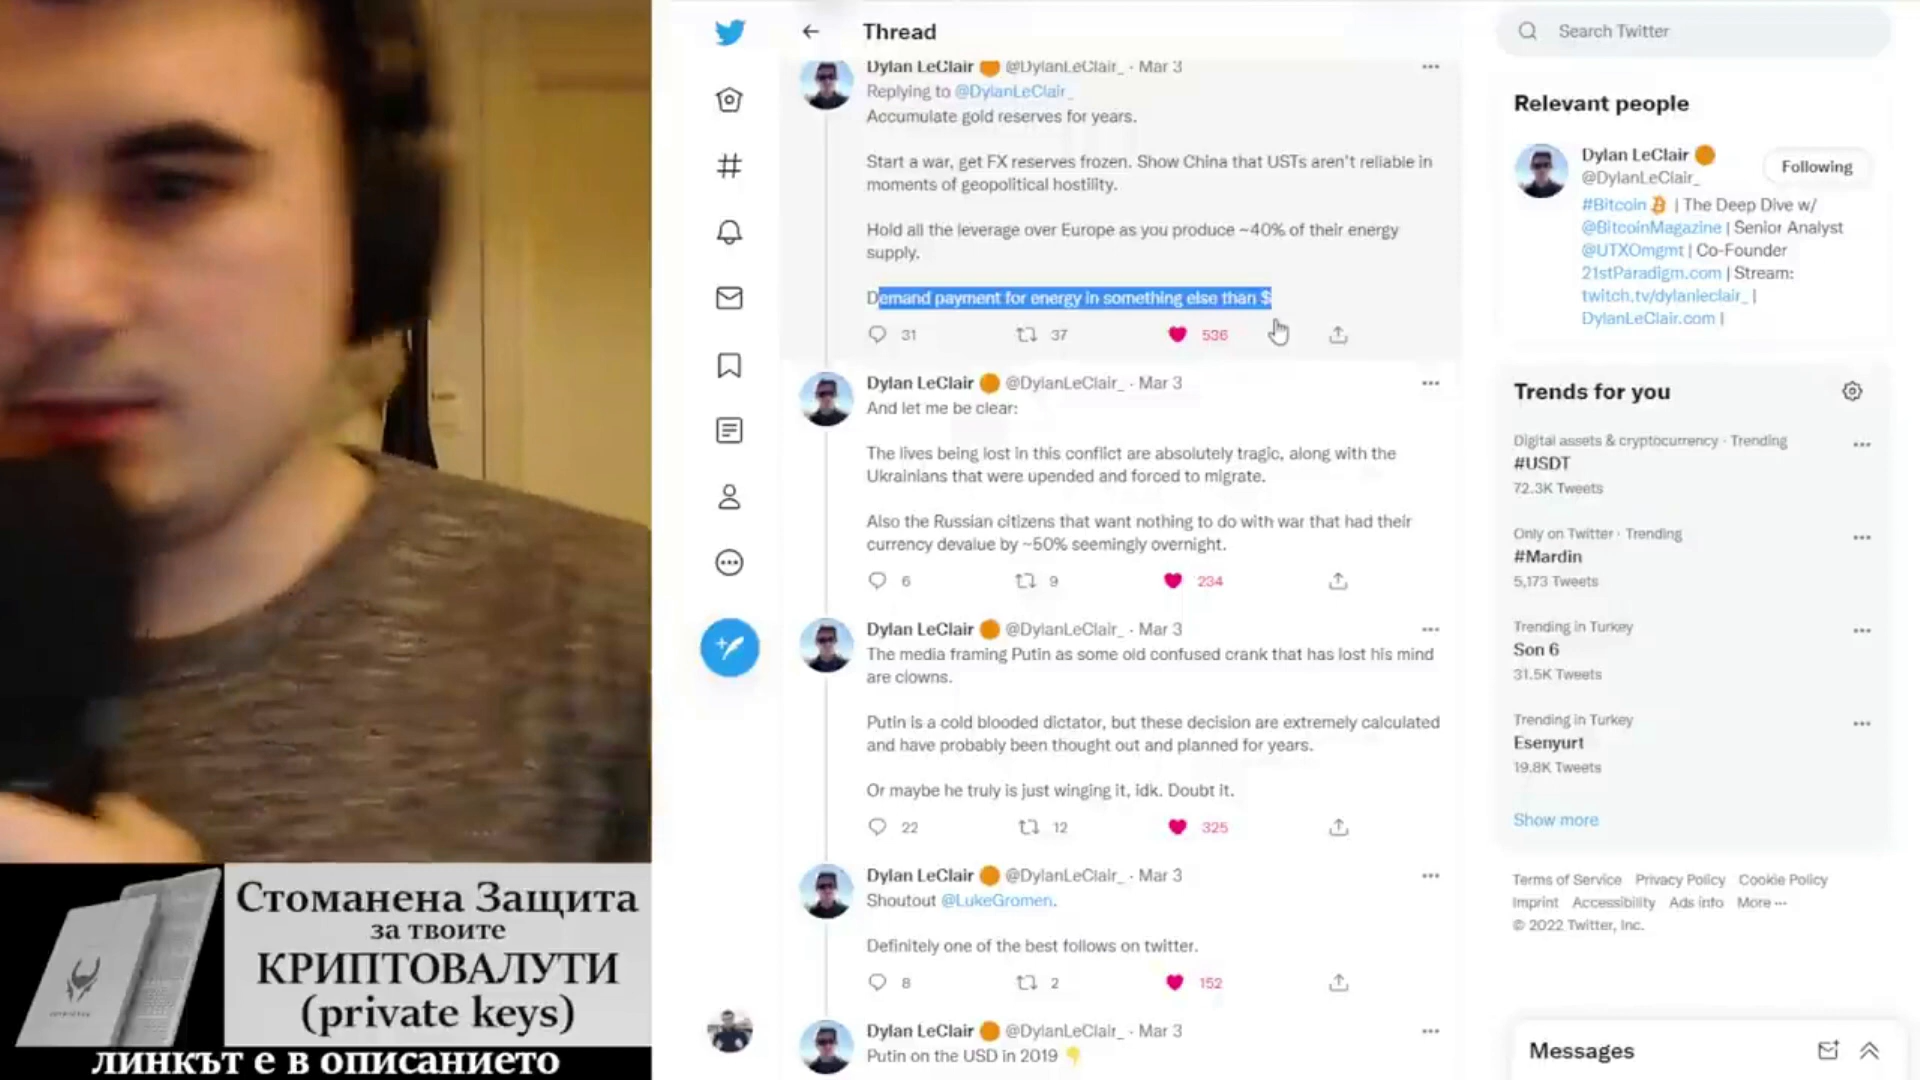 Thread
Dylan LeClair @DylanLeClair_ · Mar 3
Replying to @DylanLeClair_
Accumulate gold reserves for years.
Start a war, get FX reserves frozen. Show China that USTs aren't reliable in
moments of geopolitical hostility.
Hold all the leverage over Europe as you produce ~40% of their energy
supply.
Demand payment for energy in something else than $
31 37 536
Dylan LeClair @DylanLeClair_ · Mar 3
And let me be clear:
The lives being lost in this conflict are absolutely tragic, along with the
Ukrainians that were upended and forced to migrate.
Also the Russian citizens that want nothing to do with war that had their
currency devalue by ~50% seemingly overnight.
6 9 234
Dylan LeClair @DylanLeClair_ · Mar 3
The media framing Putin as some old confused crank that has lost his mind
are clowns.
Putin is a cold blooded dictator, but these decision are extremely calculated
and have probably been thought out and planned for years.
Or maybe he truly is just winging it, idk. Doubt it.
22 12 325
Dylan LeClair @DylanLeClair_ · Mar 3
Shoutout @LukeGromen.
Definitely one of the best follows on twitter.
8 2 152
Dylan LeClair @DylanLeClair_ · Mar 3
Putin on the USD in 2019
Search Twitter
Relevant people
Dylan LeClair
@DylanLeClair_
Following
#Bitcoin | The Deep Dive w/
@BitcoinMagazine | Senior Analyst
@UTXOmgmt | Co-Founder
21stParadigm.com | Stream:
twitch.tv/dylanleclair_ |
DylanLeClair.com |
Trends for you
Digital assets & cryptocurrency · Trending
#USDT
72.3K Tweets
Only on Twitter · Trending
#Mardin
5,173 Tweets
Trending in Turkey
Son 6
31.5K Tweets
Trending in Turkey
Esenyurt
19.8K Tweets
Show more
Terms of Service Privacy Policy Cookie Policy
Imprint Accessibility Ads info More ···
© 2022 Twitter, Inc.
Messages
Стоманена Защита
за твоите
КРИПТОВАЛУТИ
(private keys)
линкът е в описанието